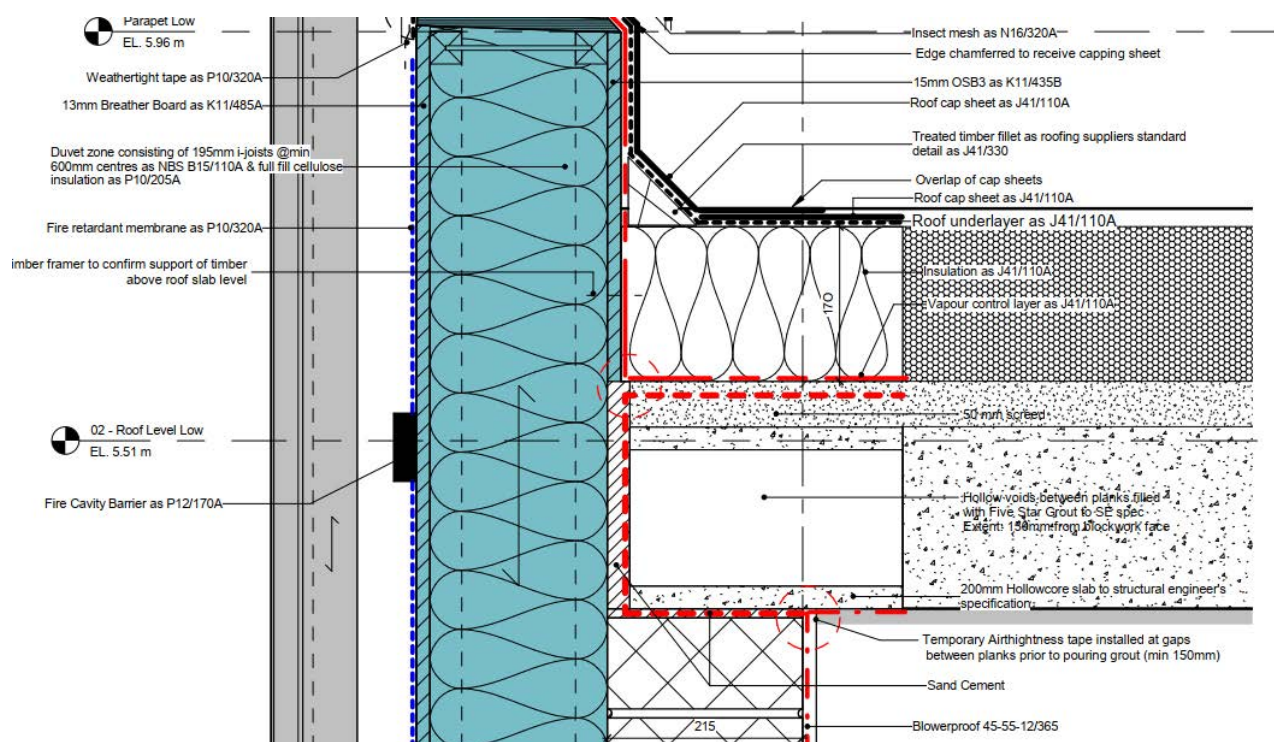 Parapet Low
EL. 5.96 m
Weathertight tape as P10/320A
13mm Breather Board as K11/485A
Duvet zone consisting of 195mm i-joists @min
600mm centres as NBS B15/110A & full fill cellulose
insulation as P10/205A
Fire retardant membrane as P10/320A
imber framer to confirm support of timber
above roof slab level
02 - Roof Level Low
EL. 5.51 m
Fire Cavity Barrier as P12/170A
Insect mesh as N16/320A
Edge chamferred to receive capping sheet
15mm OSB3 as K11/435B
Roof cap sheet as J41/110A
Treated timber fillet as roofing suppliers standard
detail as J41/330
Overlap of cap sheets
Roof cap sheet as J41/110A
Roof underlayer as J41/110A
Insulation as J41/110A
Vapour control layer as J41/110A
170
50 mm screed
Hollow voids between planks filled
with Five Star Grout to SE spec
Extent: 150mm from blockwork face
200mm Hollowcore slab to structural engineer's
specification
Temporary Airthightness tape installed at gaps
between planks prior to pouring grout (min 150mm)
Sand Cement
215
Blowerproof 45-55-12/365